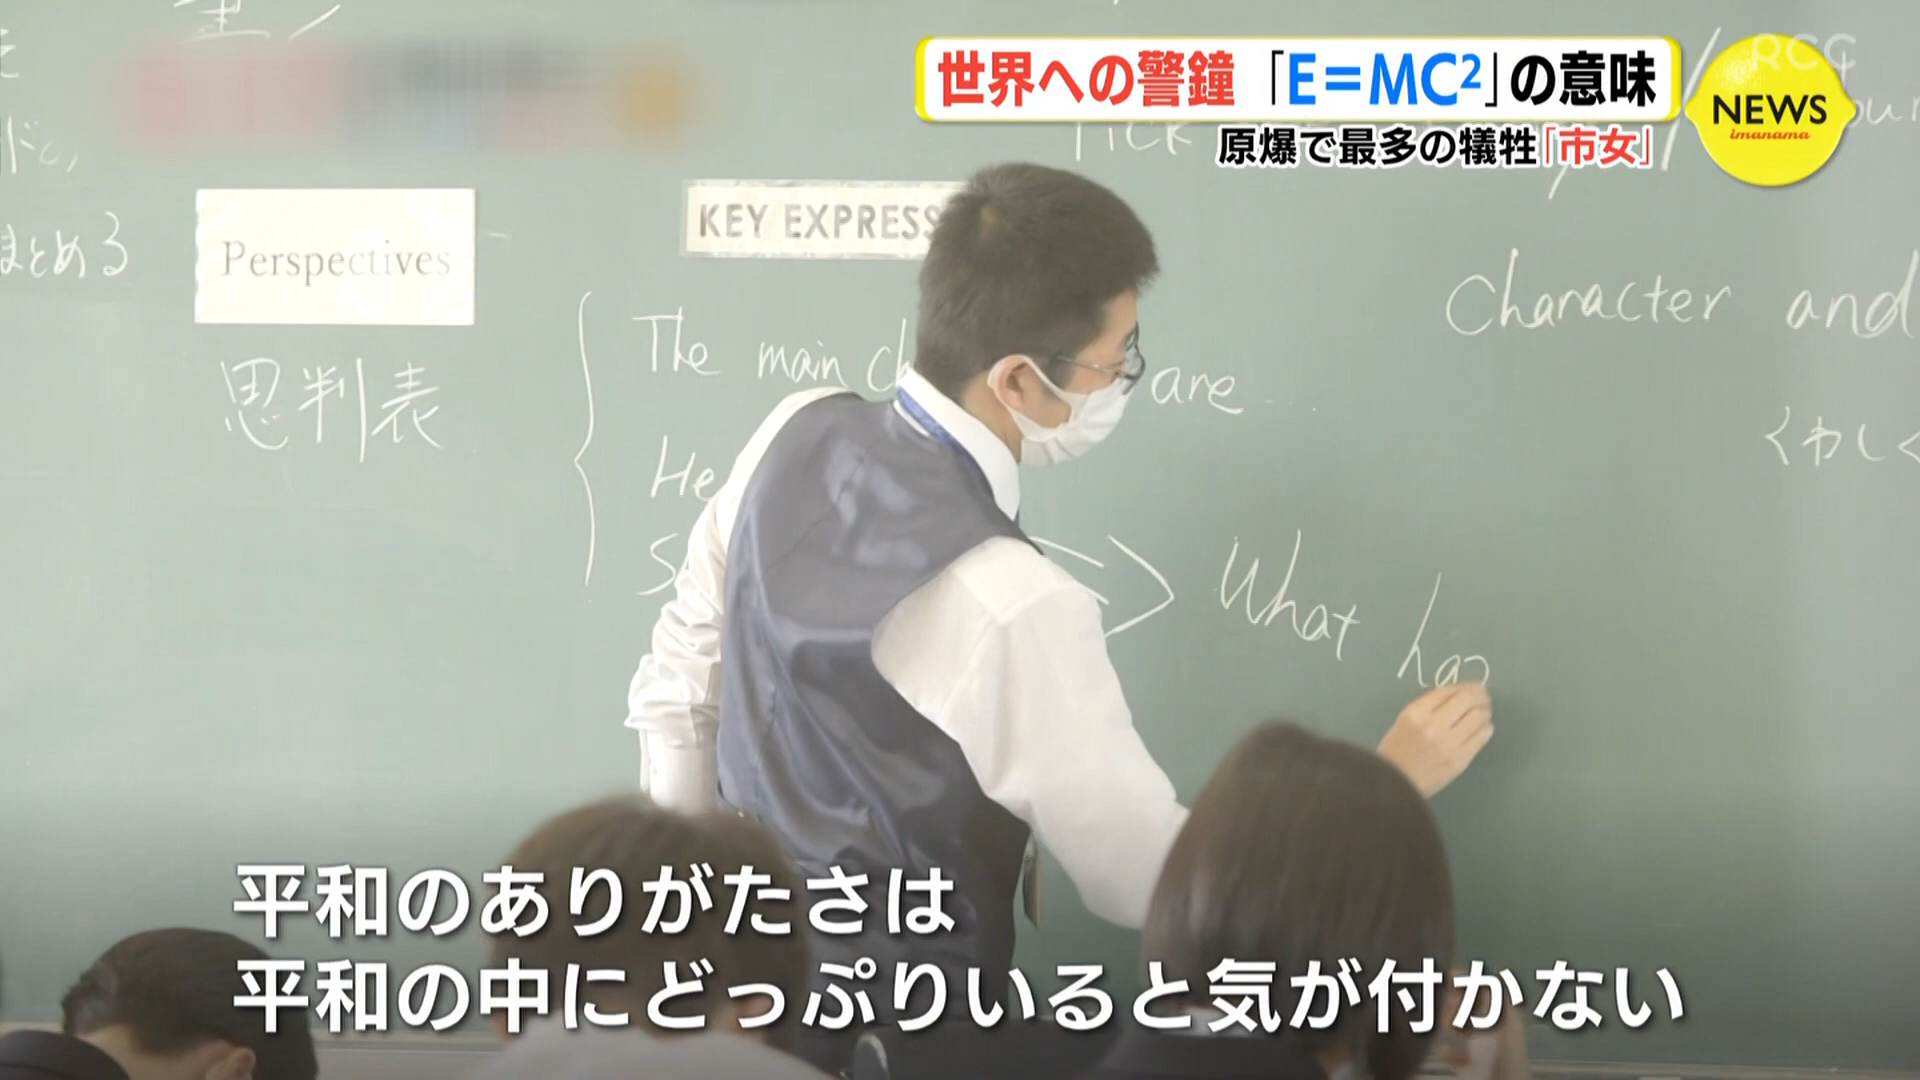 世界への警鐘「E=MC²」の意味
原爆で最多の犠牲「市女」
RCC
NEWS
imanama
まとめる
Perspectives
思判表
KEY EXPRESS
The main ch
are...
He
S
What hap
Character and
くわしく
平和のありがたさは
平和の中にどっぷりいると気が付かない